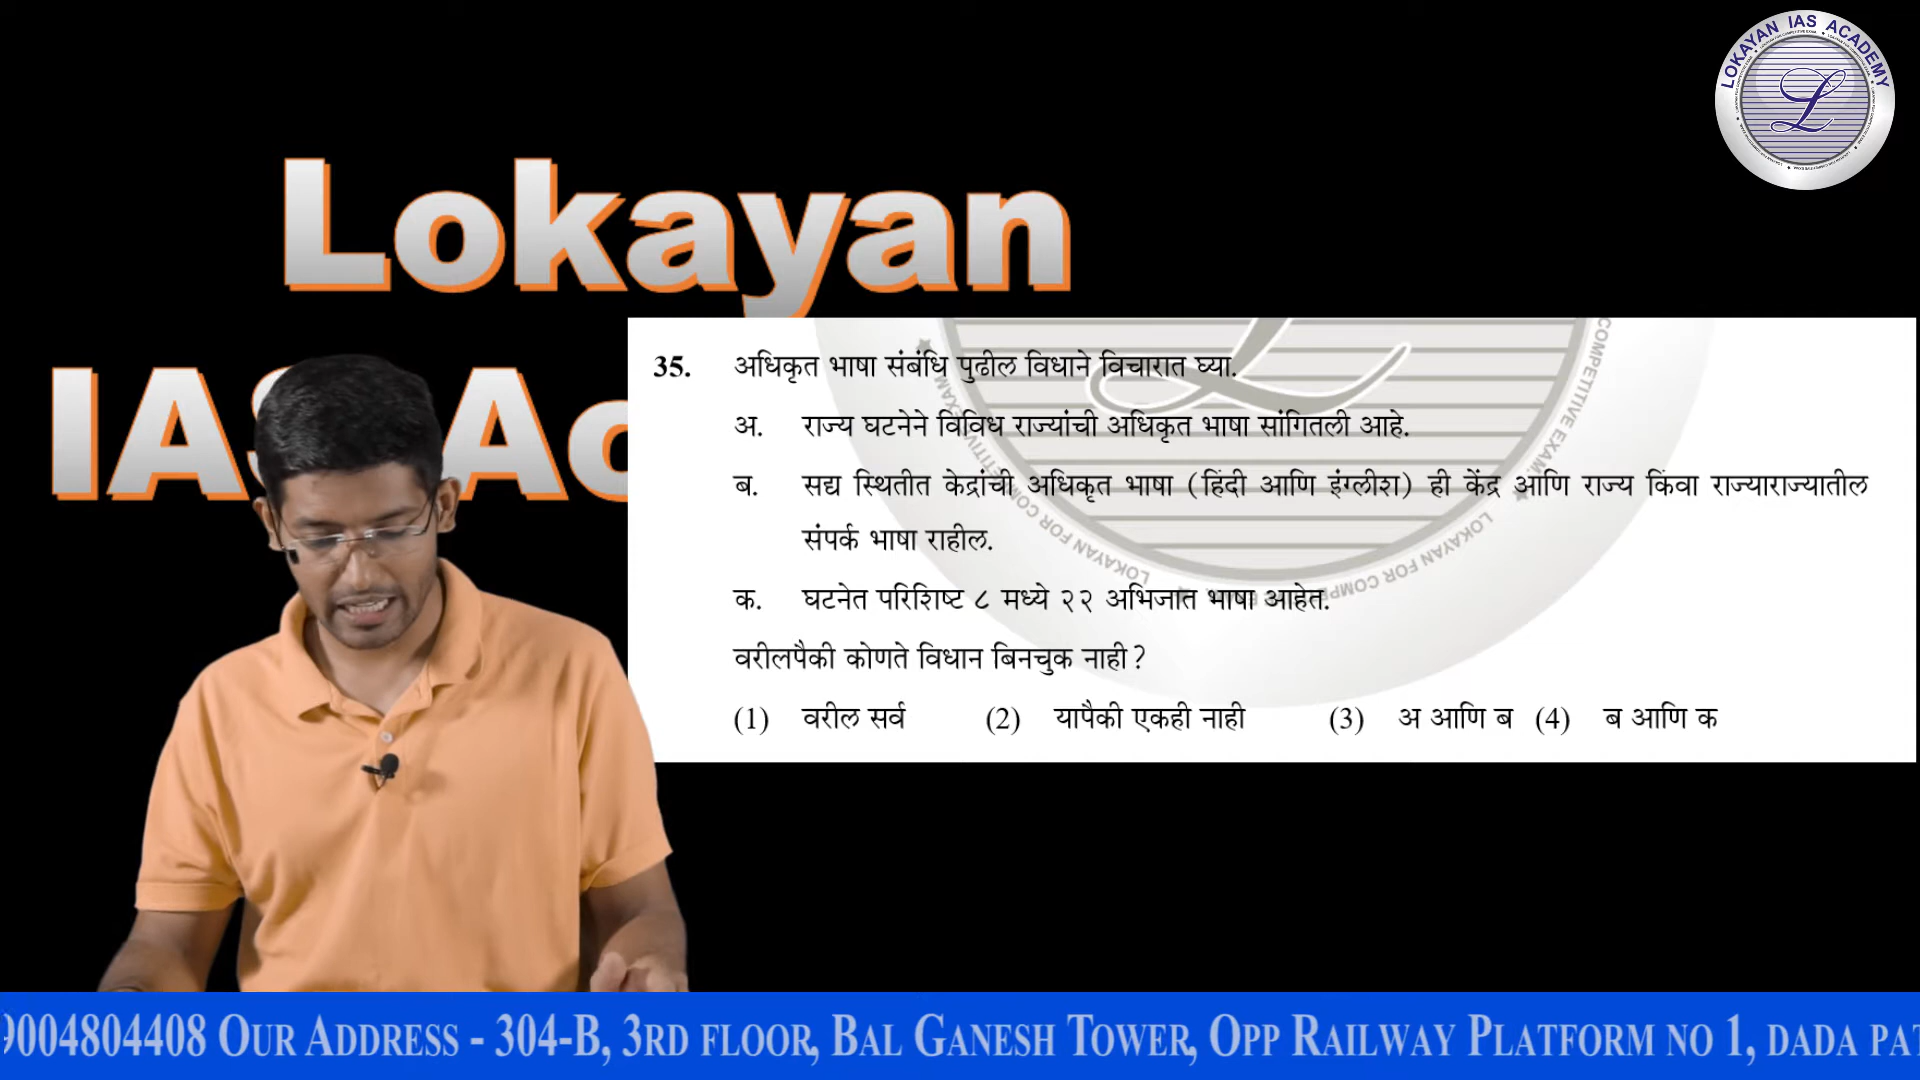 LOKAYAN IAS ACADEMY
Lokayan
IAS Ac
35. अधिकृत भाषा संबंधि पुढील विधाने विचारात घ्या.
अ. राज्य घटनेने विविध राज्यांची अधिकृत भाषा सांगितली आहे.
ब. सद्य स्थितीत केद्रांची अधिकृत भाषा (हिंदी आणि इंग्लीश) ही केंद्र आणि राज्य किंवा राज्याराज्यातील
संपर्क भाषा राहील.
क. घटनेत परिशिष्ट ८ मध्ये २२ अभिजात भाषा आहेत.
वरीलपैकी कोणते विधान बिनचुक नाही?
(1) वरील सर्व (2) यापैकी एकही नाही (3) अ आणि ब (4) ब आणि क
9004804408 OUR ADDRESS - 304-B, 3RD FLOOR, BAL GANESH TOWER, OPP RAILWAY PLATFORM NO 1, DADA PAT